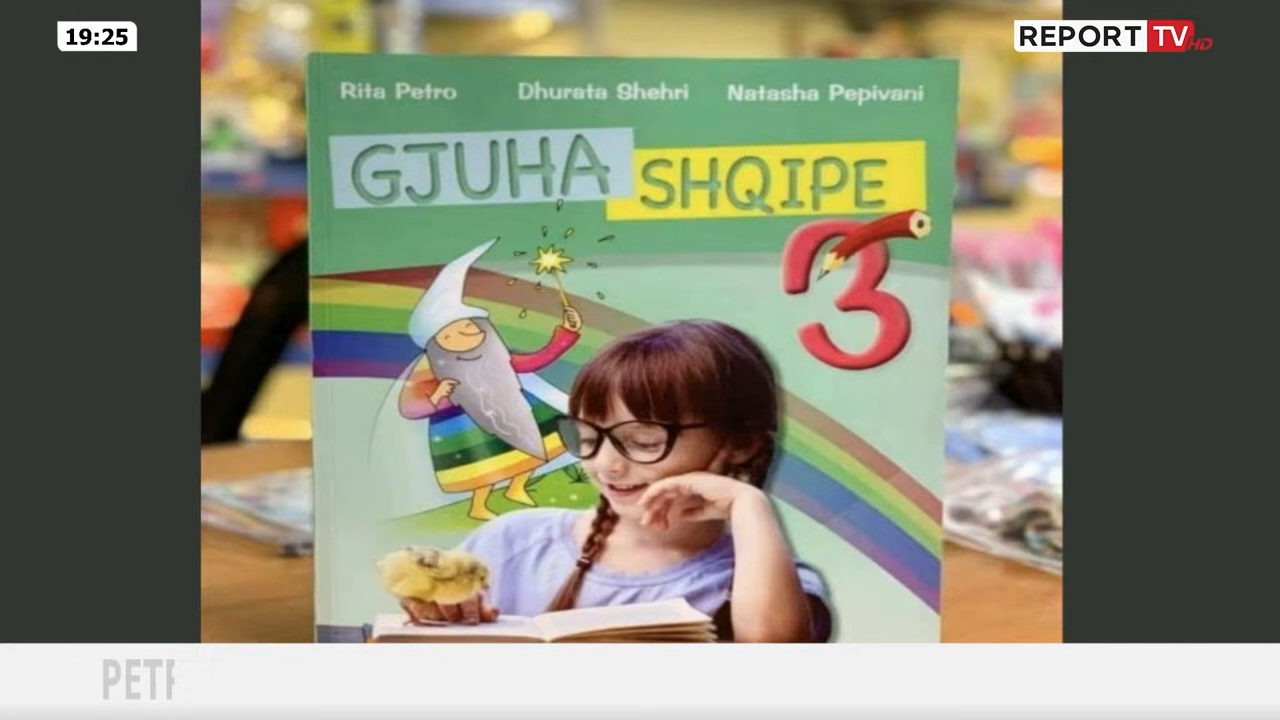 19:25
REPORT TV HD
Rita Petro Dhurata Shehri Natasha Pepivani
GJUHA SHQIPE
3